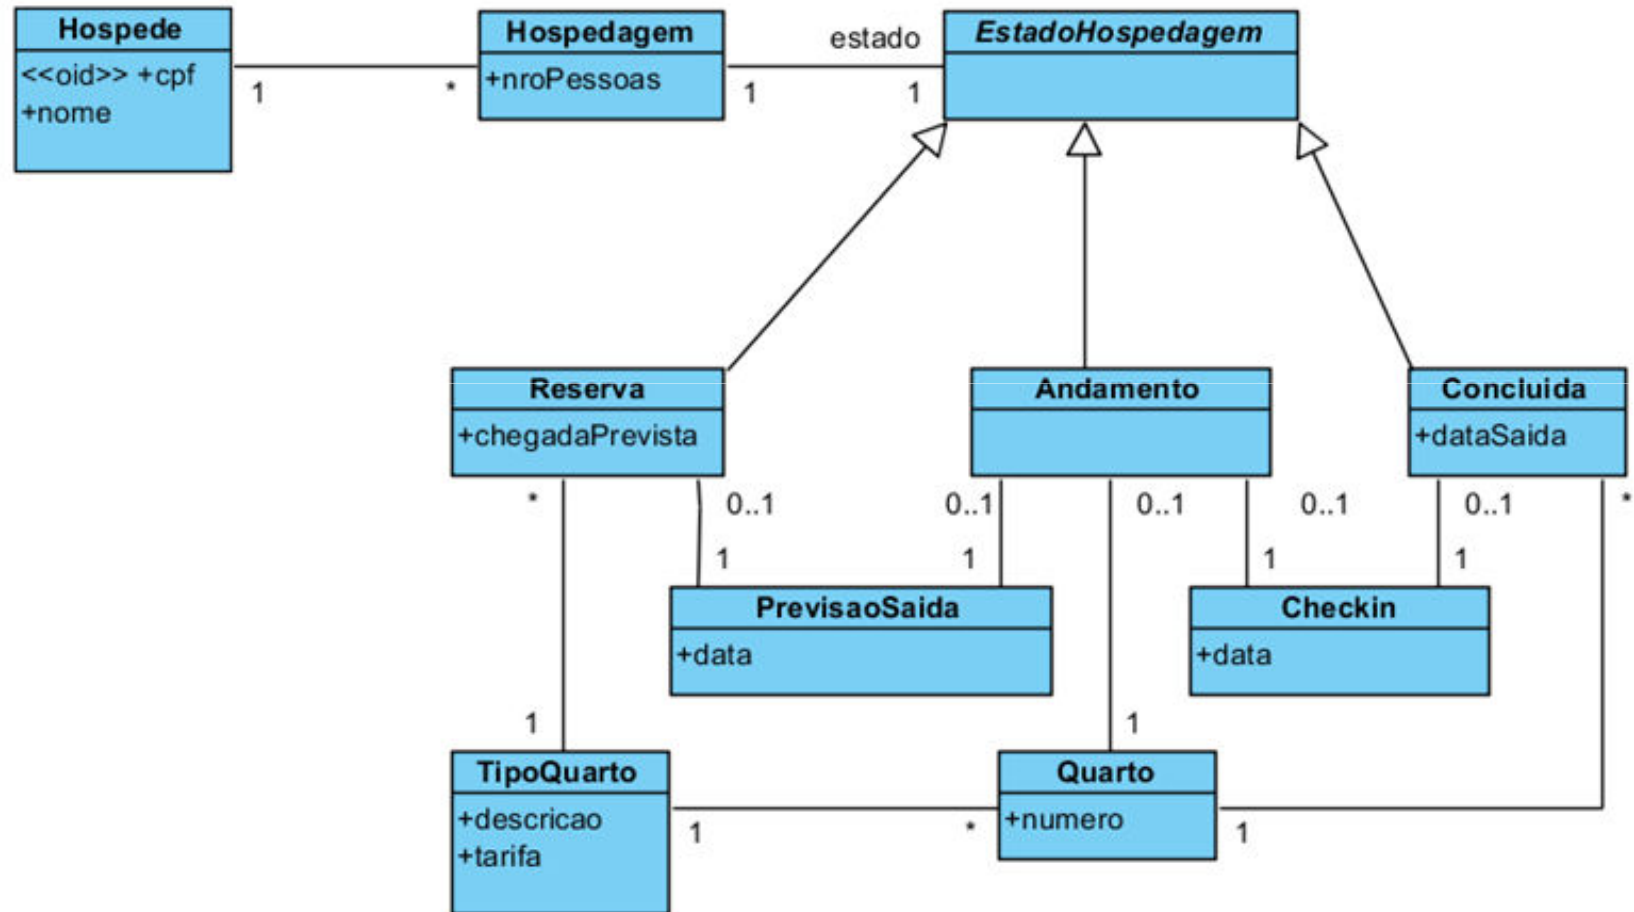 Hospede
<<oid>> +cpf
+nome
1
*
Hospedagem
+nroPessoas
1
estado
1
EstadoHospedagem
Reserva
+chegadaPrevista
Andamento
Concluida
+dataSaida
*
0..1
0..1
0..1
0..1
0..1
*
1
1
1
1
PrevisaoSaida
+data
Checkin
+data
1
1
TipoQuarto
+descricao
+tarifa
1
*
Quarto
+numero
1